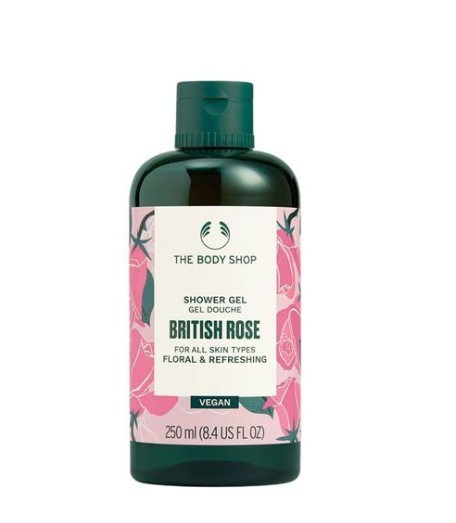 THE BODY SHOP
SHOWER GEL
GEL DOUCHE
BRITISH ROSE
FOR ALL SKIN TYPES
FLORAL & REFRESHING
VEGAN
250 ml (8.4 US FL OZ)